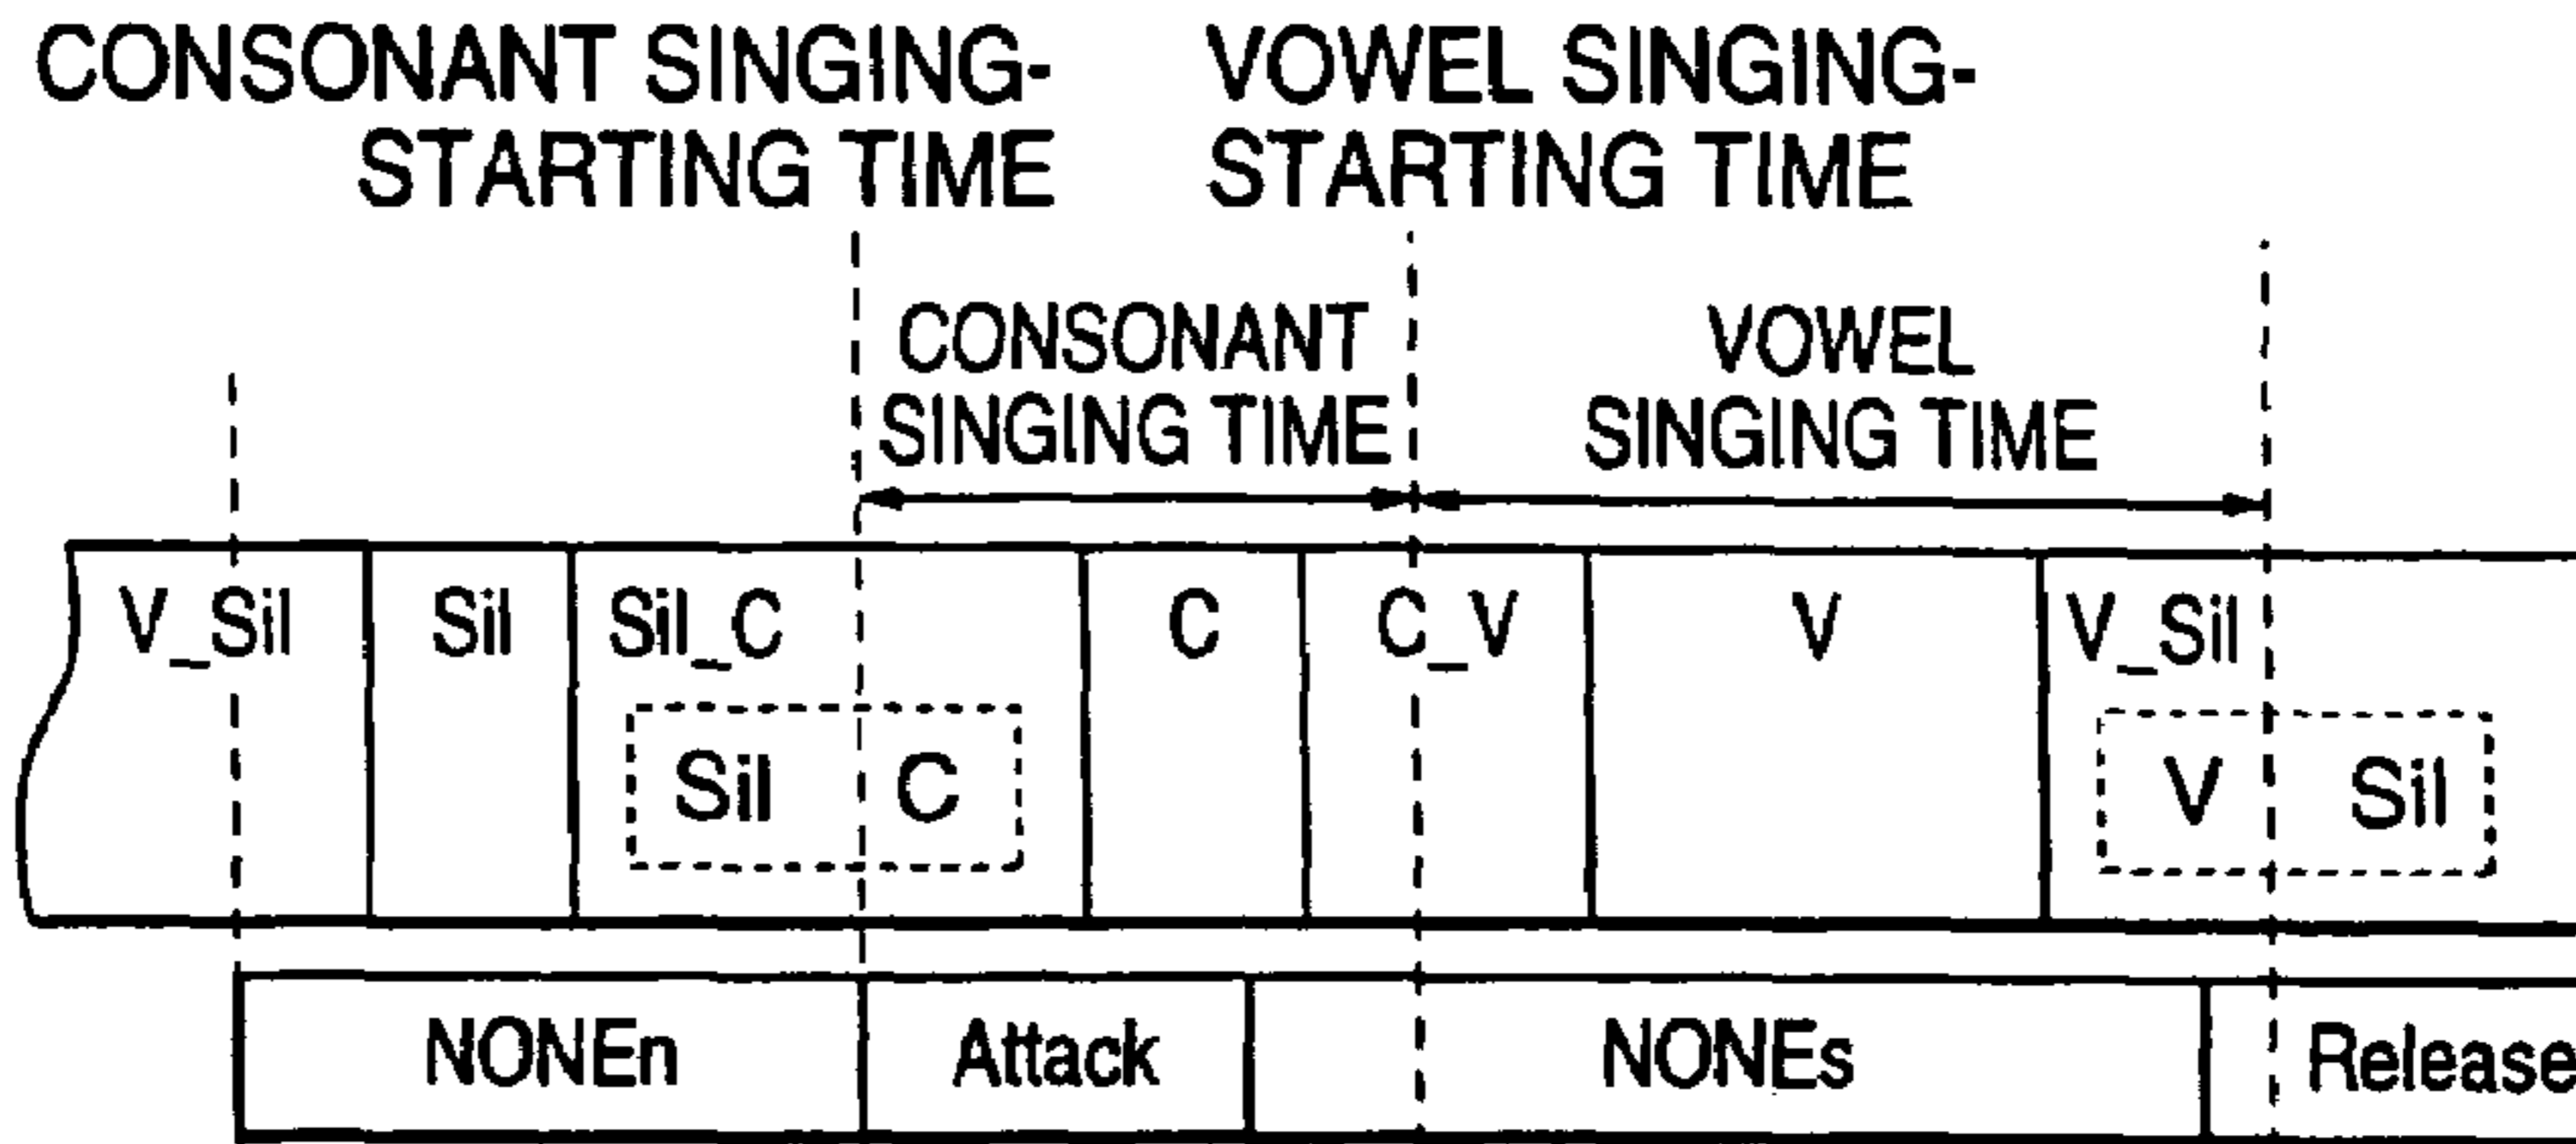 CONSONANT SINGING-
STARTING TIME
VOWEL SINGING-
STARTING TIME
CONSONANT
SINGING TIME
VOWEL
SINGING TIME
V_Sil Sil Sil_C C C_V V V_Sil
Sil C V Sil
NONEn Attack NONEs Release